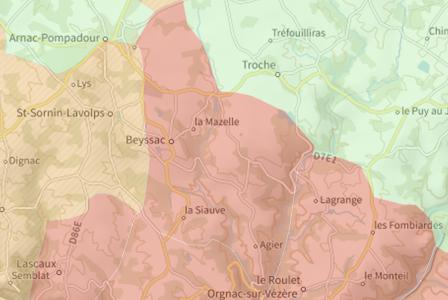 Arnac-Pompadour
Tréfouilliras
Chin
Troche
Lys
St-Sornin-Lavolps
la Mazelle
le Puy au J
Beyssac
D7E1
Dignac
Lagrange
la Siauve
D86E
les Fombiardes
Agier
Lascaux
Semblat
le Roulet
le Monteil
Orgnac-sur-Vézère